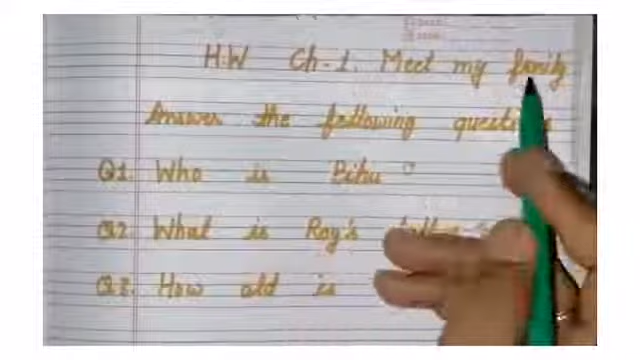 H.W Ch-1. Meet my family
Answer the following questions
Q1. Who is Bihu ?
Q2. What is Roy's
Q3. How old is